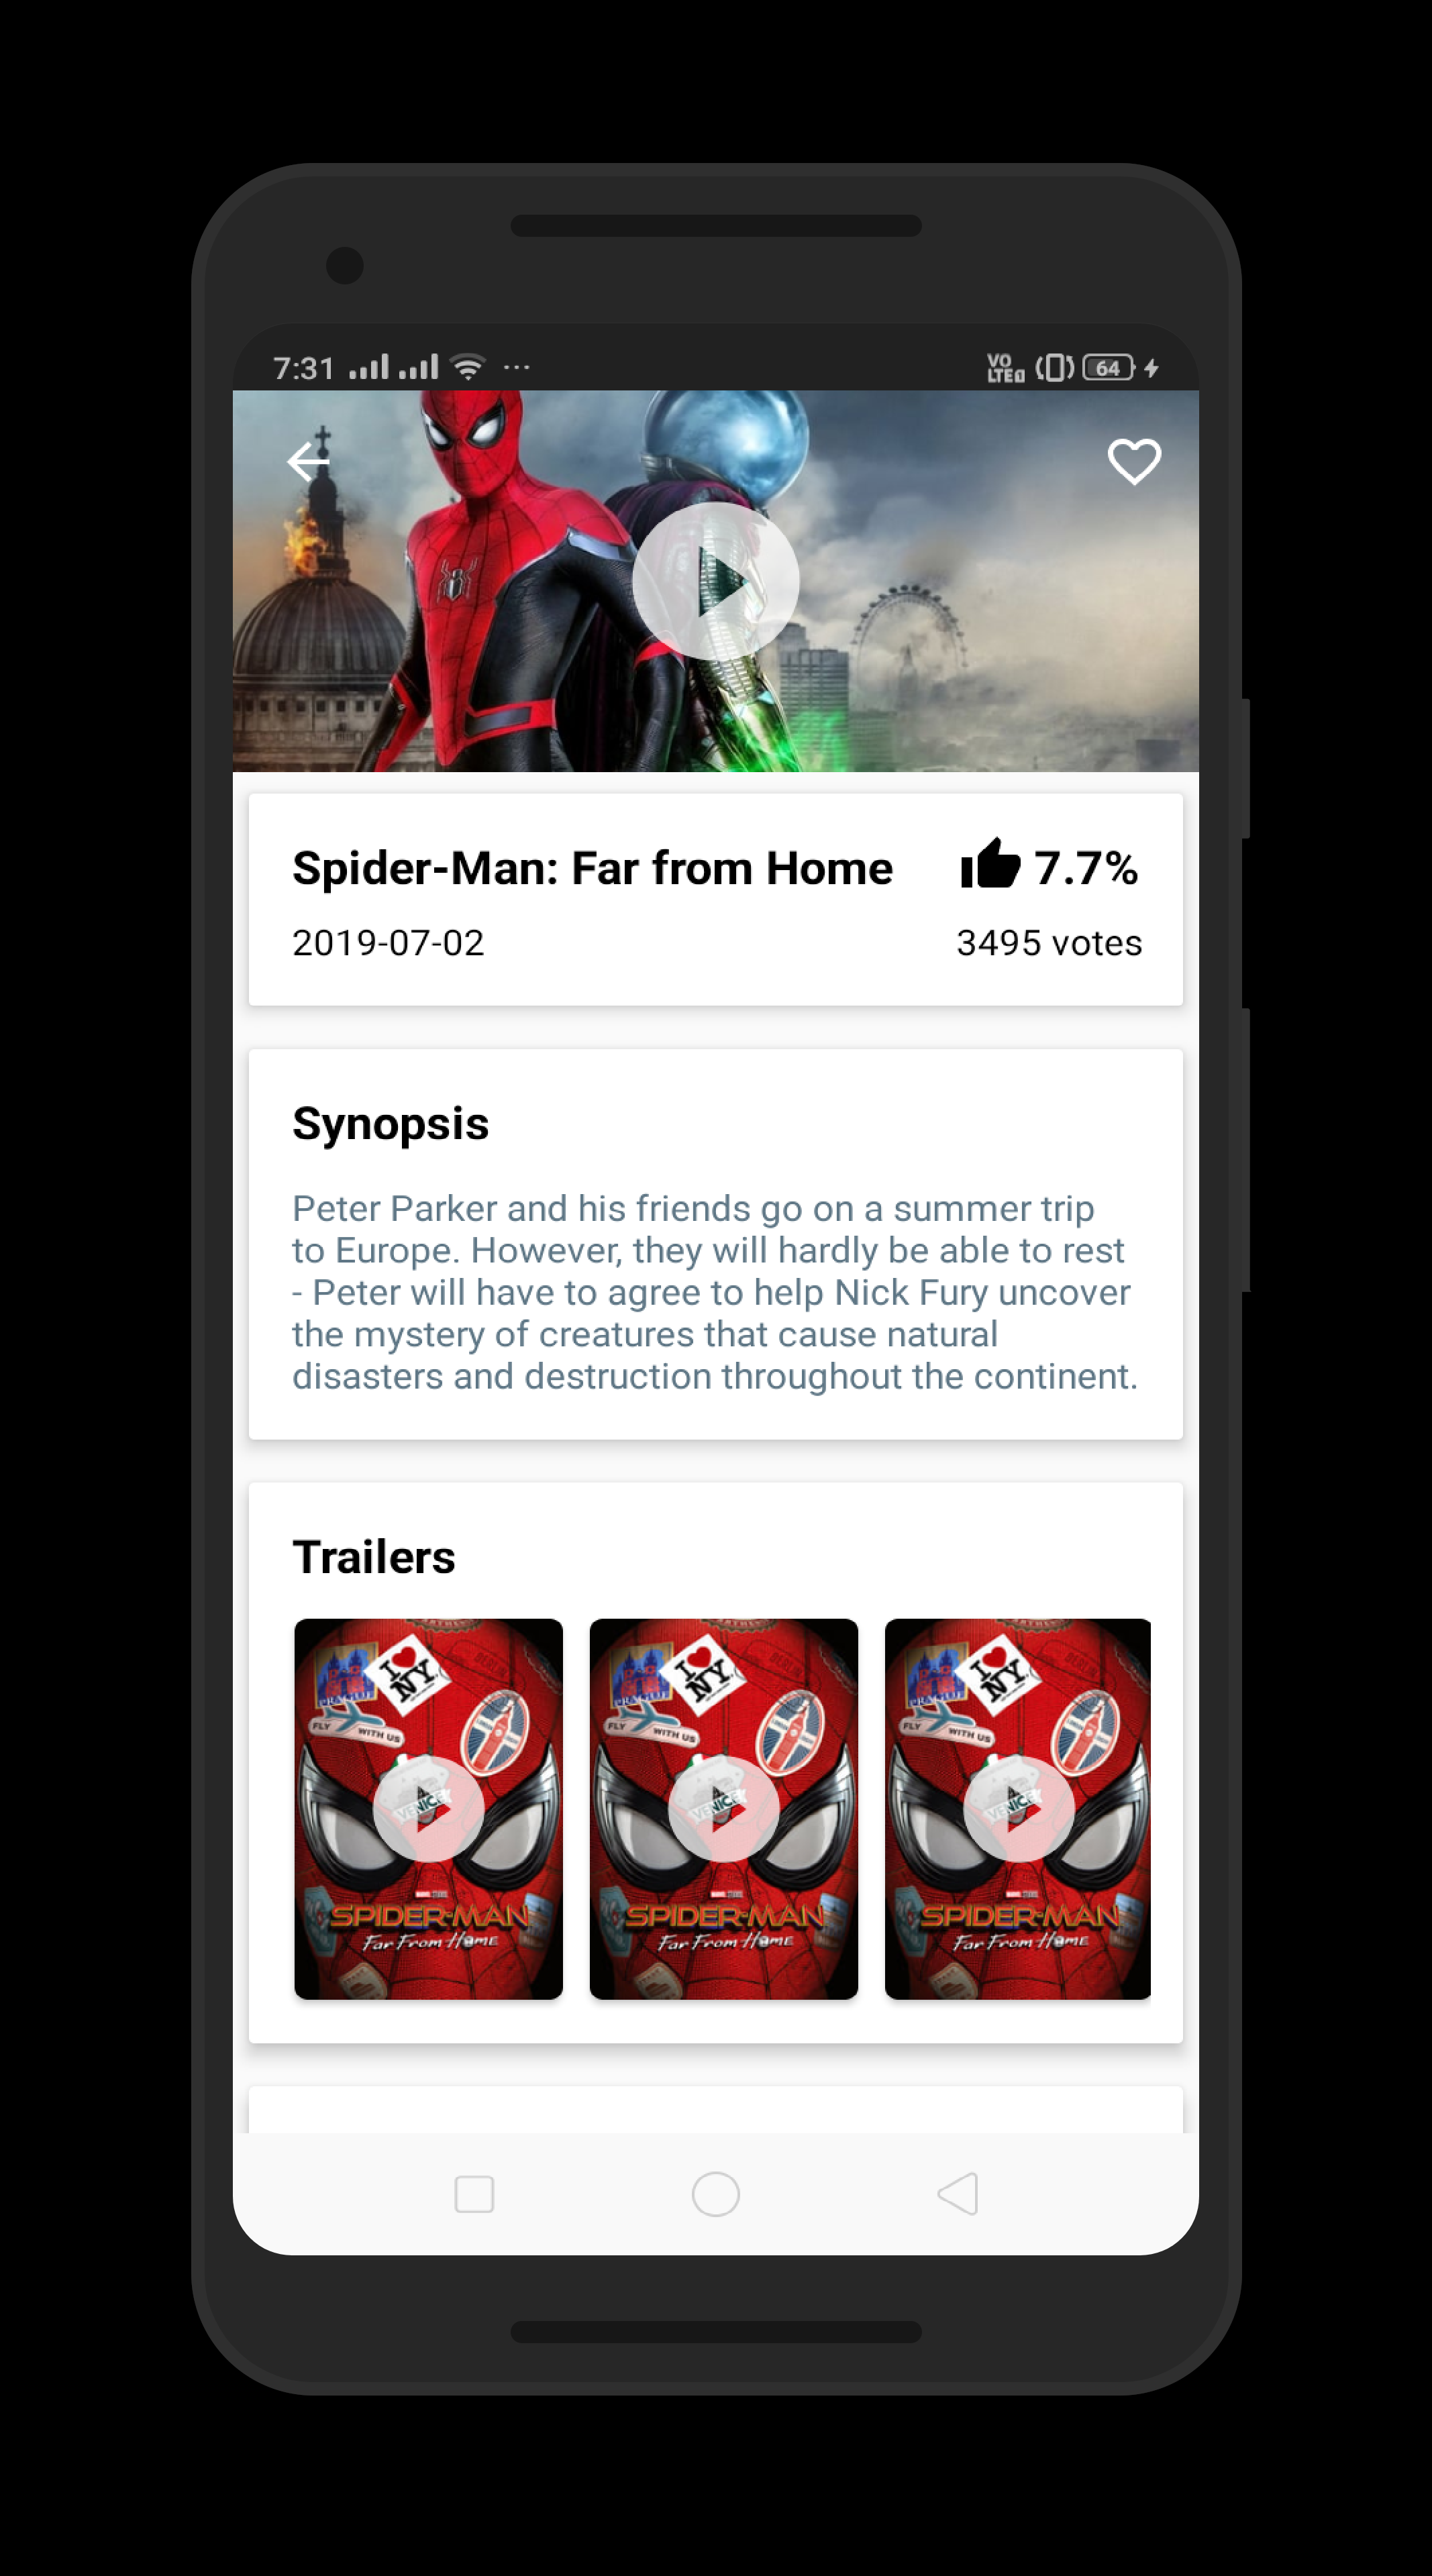 7:31
VO
LTE
64
Spider-Man: Far from Home
7.7%
2019-07-02
3495 votes
Synopsis
Peter Parker and his friends go on a summer trip
to Europe. However, they will hardly be able to rest
- Peter will have to agree to help Nick Fury uncover
the mystery of creatures that cause natural
disasters and destruction throughout the continent.
Trailers
I
NY
PRAGUE
FLY WITH US
VENICE
SPIDER-MAN
Far From Home
I
NY
PRAGUE
FLY WITH US
VENICE
SPIDER-MAN
Far From Home
I
NY
PRAGUE
FLY WITH US
VENICE
SPIDER-MAN
Far From Home